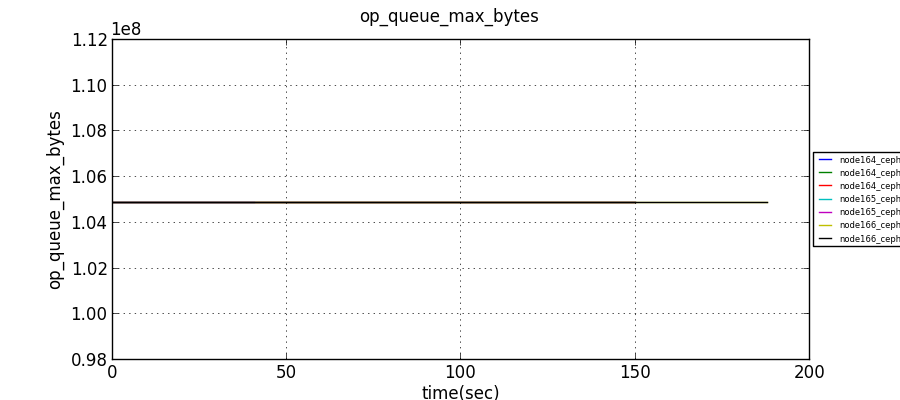 op_queue_max_bytes
1e8
1.12
1.10
1.08
1.06
1.04
1.02
1.00
0.98
op_queue_max_bytes
0 50 100 150 200
time(sec)
node164_ceph
node164_ceph
node164_ceph
node165_ceph
node165_ceph
node166_ceph
node166_ceph